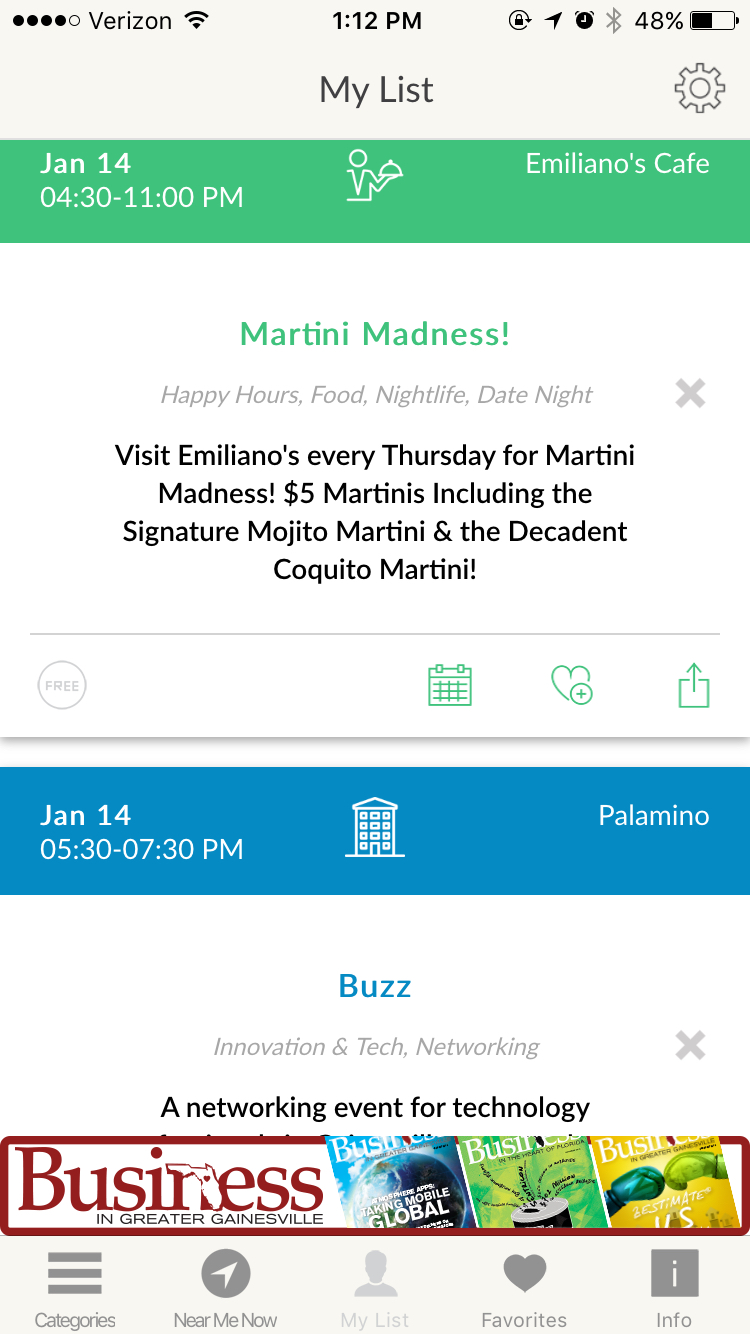 Verizon 1:12 PM 48%
My List
Jan 14 Emiliano's Cafe
04:30-11:00 PM
Martini Madness!
Happy Hours, Food, Nightlife, Date Night
Visit Emiliano's every Thursday for Martini
Madness! $5 Martinis Including the
Signature Mojito Martini & the Decadent
Coquito Martini!
FREE
Jan 14 Palamino
05:30-07:30 PM
Buzz
Innovation & Tech, Networking
A networking event for technology
Business
IN GREATER GAINESVILLE
Business
IN GREATER GAINESVILLE
TAKING MOBILE
GLOBAL
Business
IN THE HEART OF FLORIDA
Business
IN GREATER GAINESVILLE
BESTIMATE
U.S
Categories Near Me Now My List Favorites Info